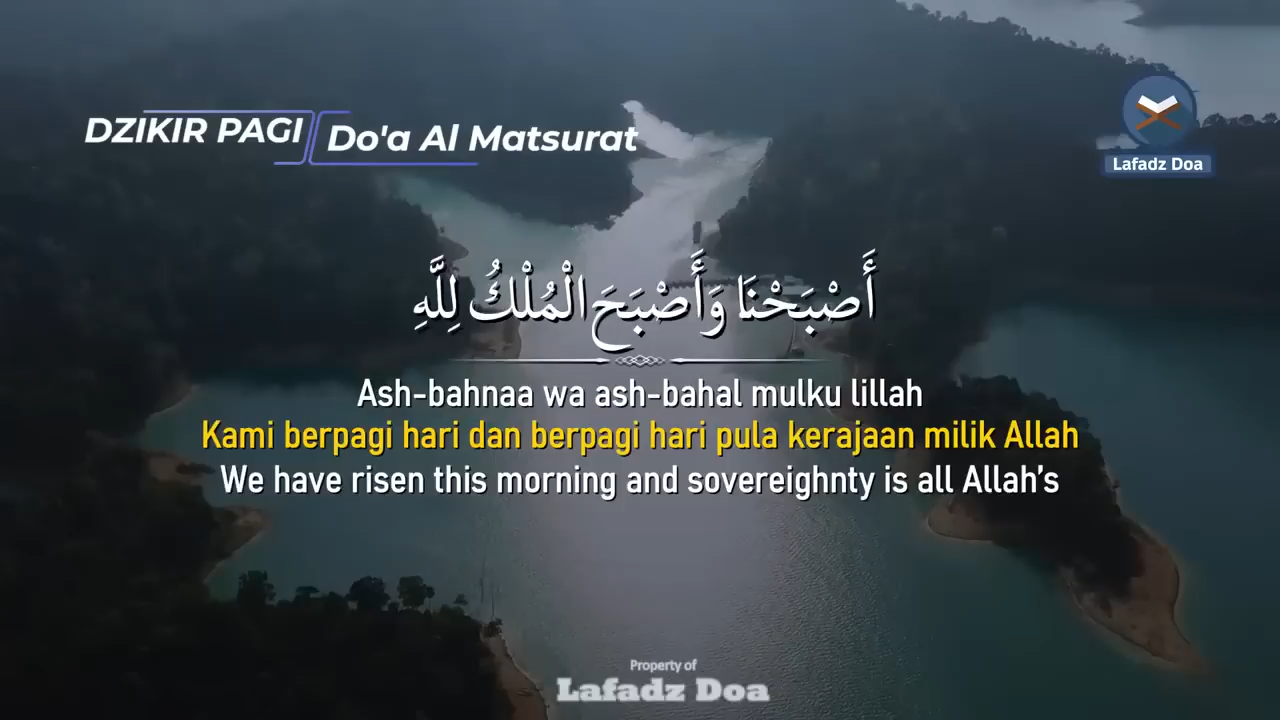 DZIKIR PAGI
Do'a Al Matsurat
Lafadz Doa
أَصْبَحْنَا وَأَصْبَحَ الْمُلْكُ لِلَّهِ
Ash-bahnaa wa ash-bahal mulku lillah
Kami berpagi hari dan berpagi hari pula kerajaan milik Allah
We have risen this morning and sovereighnty is all Allah's
Property of
Lafadz Doa